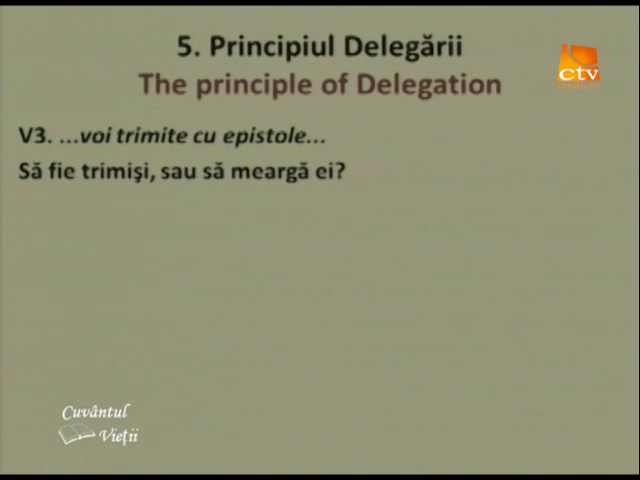 5. Principiul Delegării
The principle of Delegation
ctv
V3. ...voi trimite cu epistole...
Să fie trimişi, sau să meargă ei?
Cuvântul
Vieții